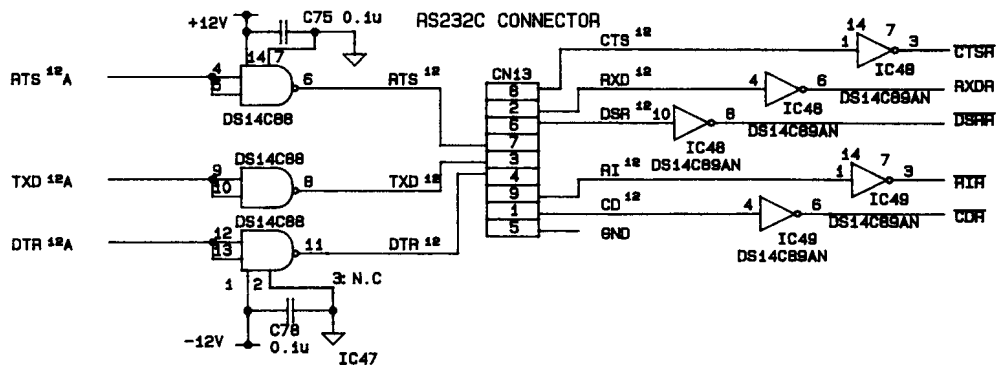 RS232C CONNECTOR
+12V
C75 0.1u
14 7
RTS 12A
4
5
6
RTS 12
DS14C88
DS14C88
TXD 12A
9
10
8
TXD 12
DS14C88
DTR 12A
12
13
11
DTR 12
1 2
3: N.C
C78
0.1u
-12V
IC47
CN13
8
2
6
7
3
4
9
1
5
CTS 12
14
7
1
3
CTSR
IC48
RXD 12
4
6
RXDR
IC48
DS14C89AN
DSR 12
10
8
DSRR
IC48
DS14C89AN
DS14C89AN
RI 12
14
7
1
3
RIR
IC49
CD 12
4
6
CDR
IC49
DS14C89AN
DS14C89AN
GND